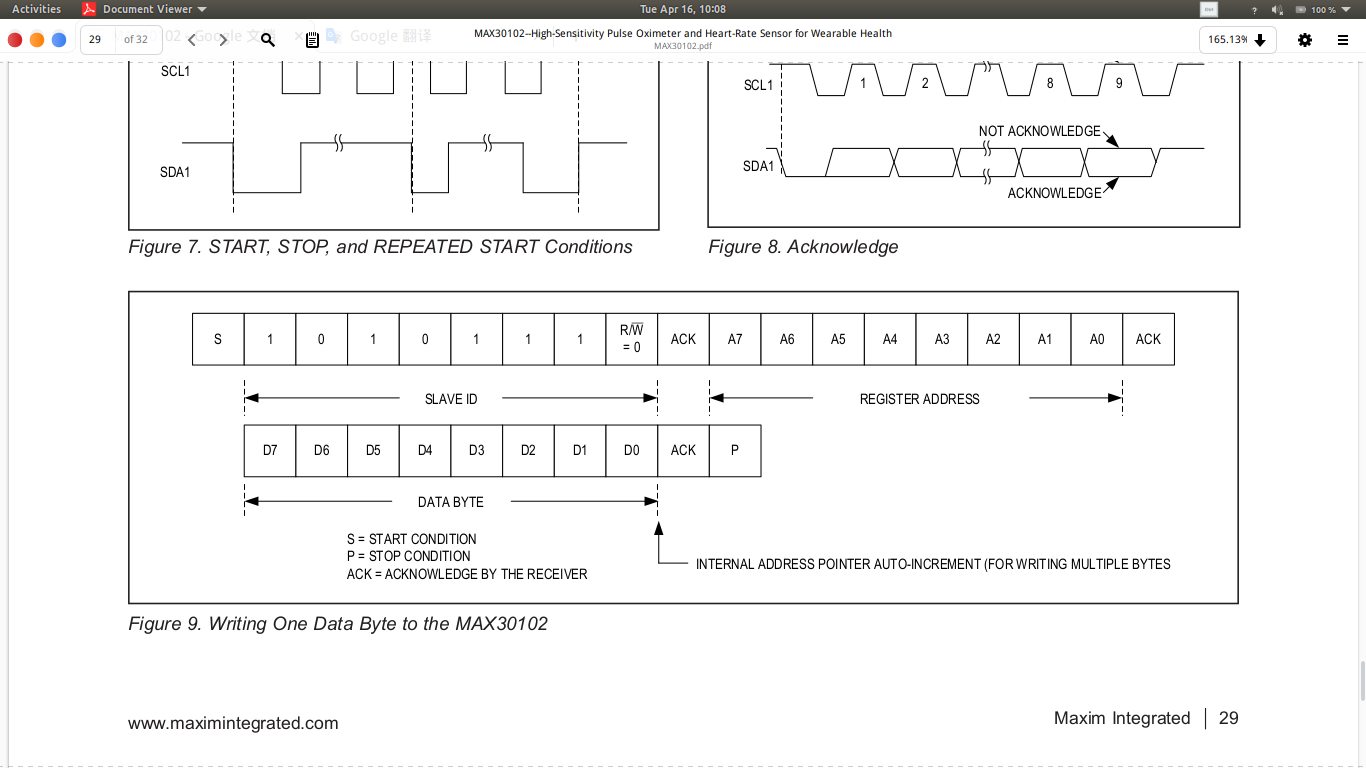 Activities Document Viewer Tue Apr 16, 10:08 ? 100 %
29 of 32 Google 翻译 MAX30102--High-Sensitivity Pulse Oximeter and Heart-Rate Sensor for Wearable Health 165.13%
MAX30102.pdf
SCL1
SDA1
Figure 7. START, STOP, and REPEATED START Conditions
SCL1 1 2 8 9
NOT ACKNOWLEDGE
SDA1
ACKNOWLEDGE
Figure 8. Acknowledge
S 1 0 1 0 1 1 1 R/W̅ = 0 ACK A7 A6 A5 A4 A3 A2 A1 A0 ACK
SLAVE ID REGISTER ADDRESS
D7 D6 D5 D4 D3 D2 D1 D0 ACK P
DATA BYTE
S = START CONDITION
P = STOP CONDITION
ACK = ACKNOWLEDGE BY THE RECEIVER
INTERNAL ADDRESS POINTER AUTO-INCREMENT (FOR WRITING MULTIPLE BYTES
Figure 9. Writing One Data Byte to the MAX30102
www.maximintegrated.com Maxim Integrated | 29